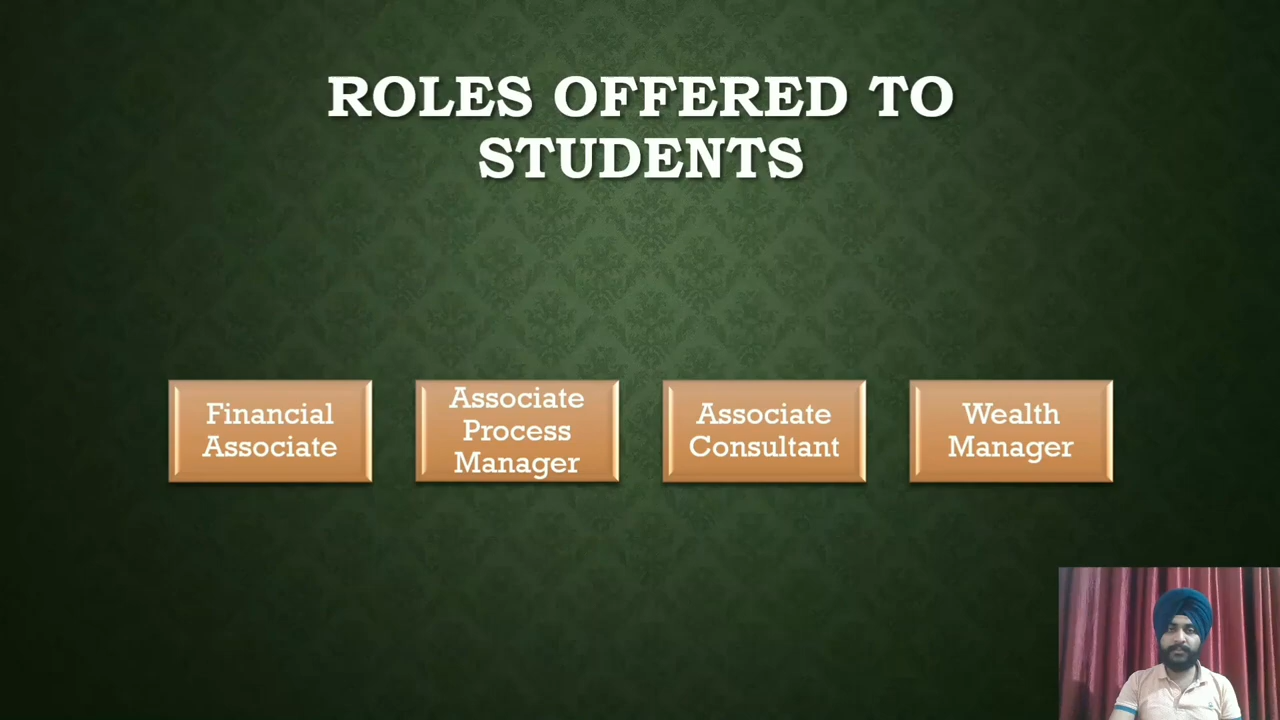 ROLES OFFERED TO
STUDENTS
Financial
Associate
Associate
Process
Manager
Associate
Consultant
Wealth
Manager